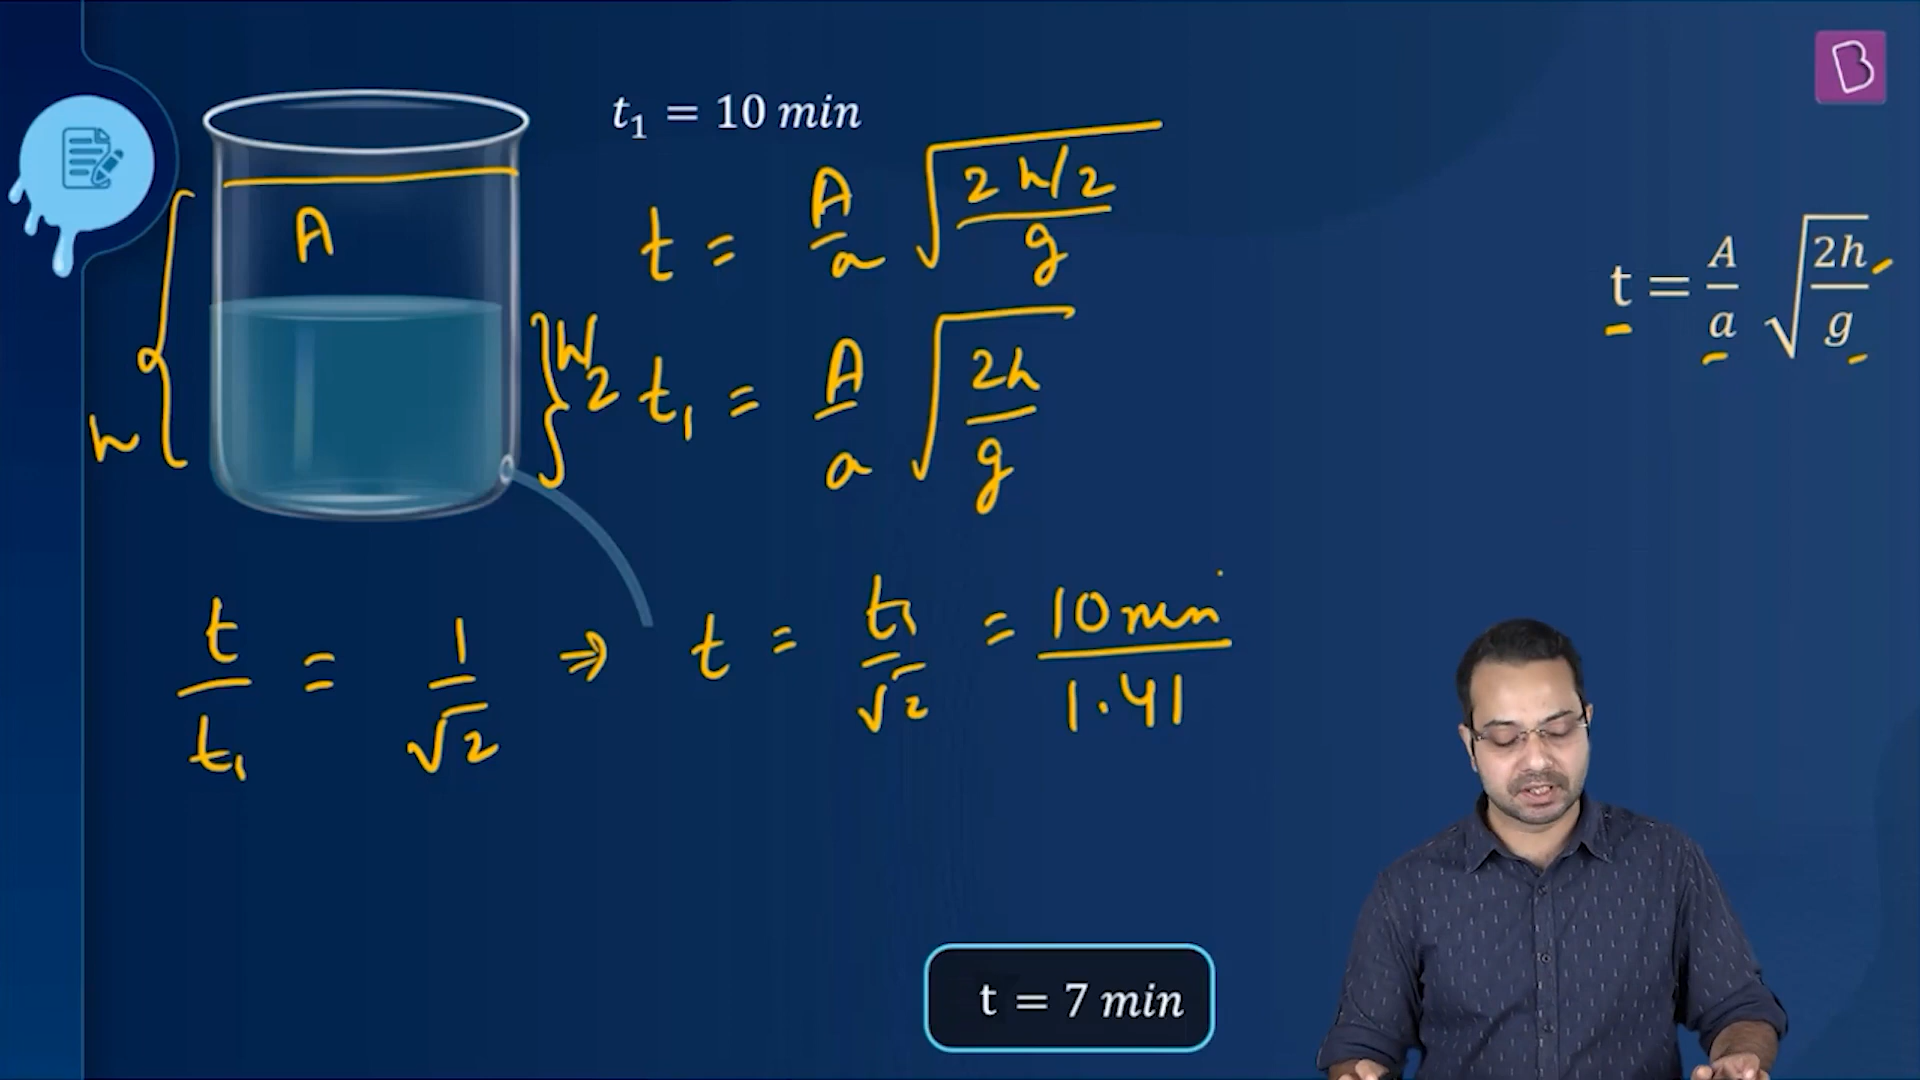 t₁ = 10 min
A
t = A/a √(2 h/2 / g)
h
h/2
t₁ = A/a √(2h/g)
t = A/a √(2h/g)
t/t₁ = 1/√2 ⇒ t = t₁/√2 = 10 min/1.41
t = 7 min
B